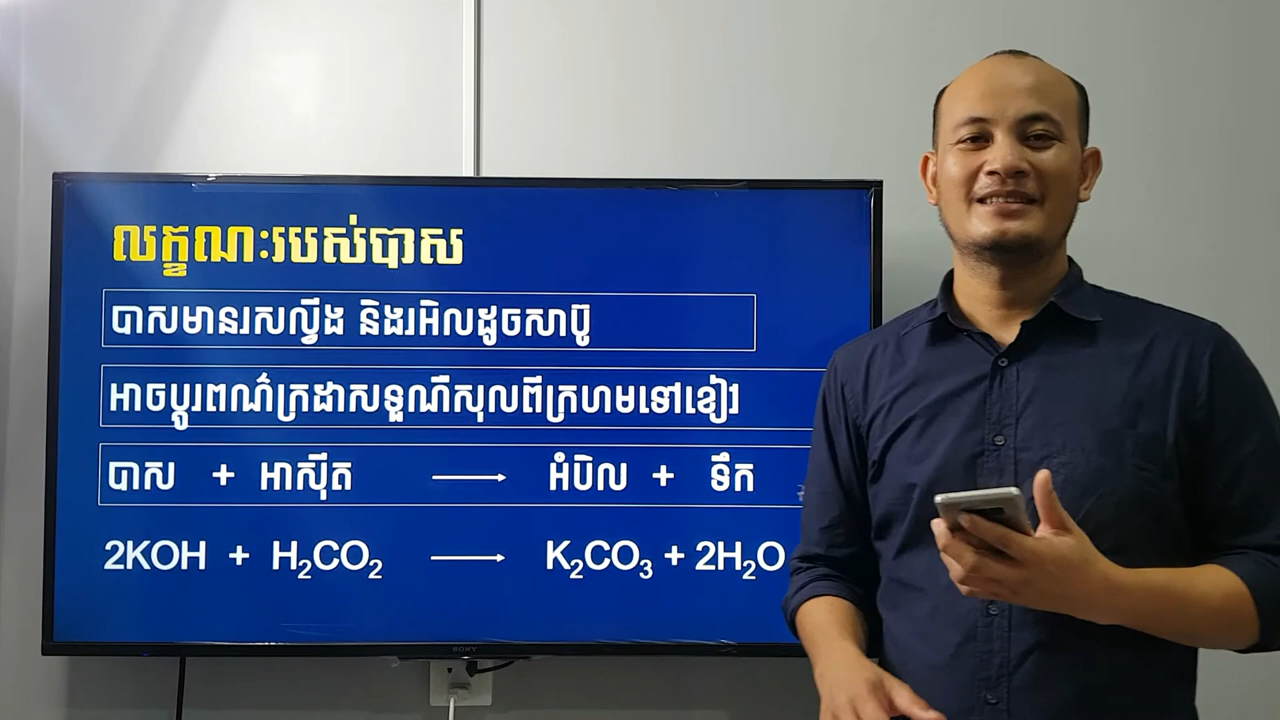 លក្ខណៈរបស់បាស
បាសមានរសល្វីង និងរអិលដូចសាប៊ូ
អាចប្ដូរពណ៌ក្រដាសទួណឺសុលពីក្រហមទៅខៀវ
បាស + អាស៊ីត ⟶ អំបិល + ទឹក
2KOH + H₂CO₂ ⟶ K₂CO₃ + 2H₂O
SONY